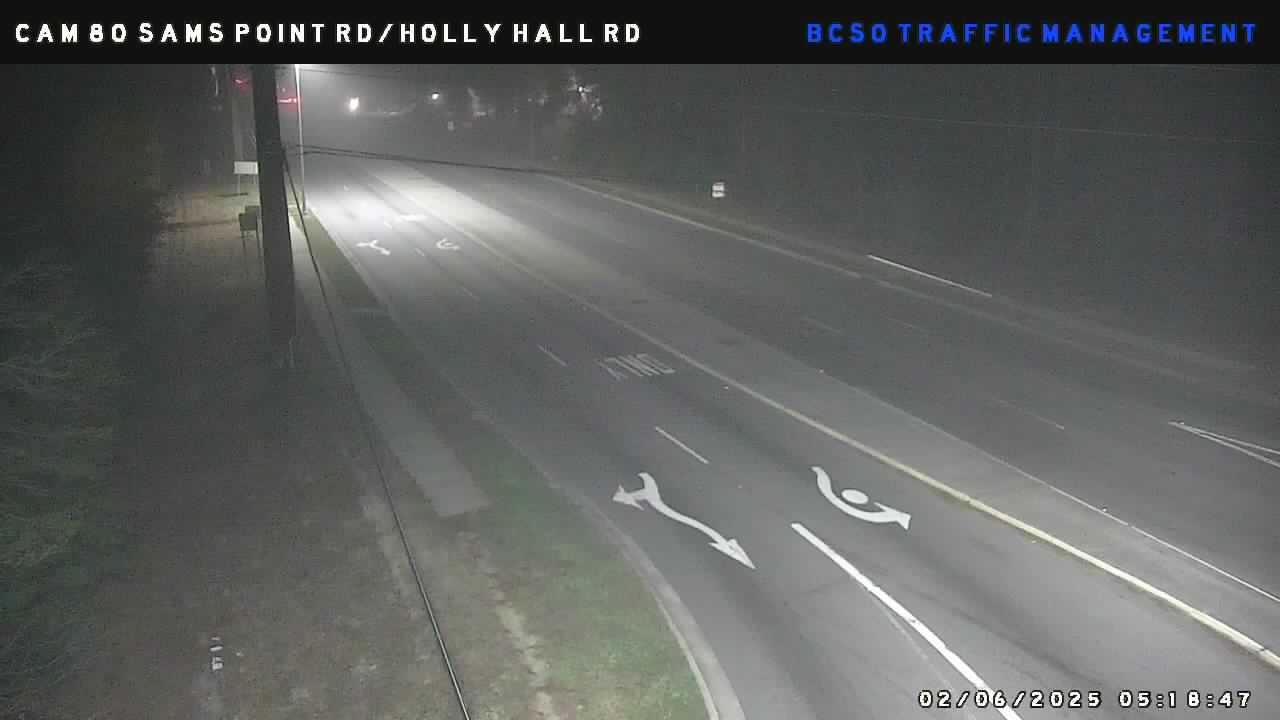 CAM 80 SAMS POINT RD/HOLLY HALL RD
BCSO TRAFFIC MANAGEMENT
ONLY
02/06/2025 05:18:47